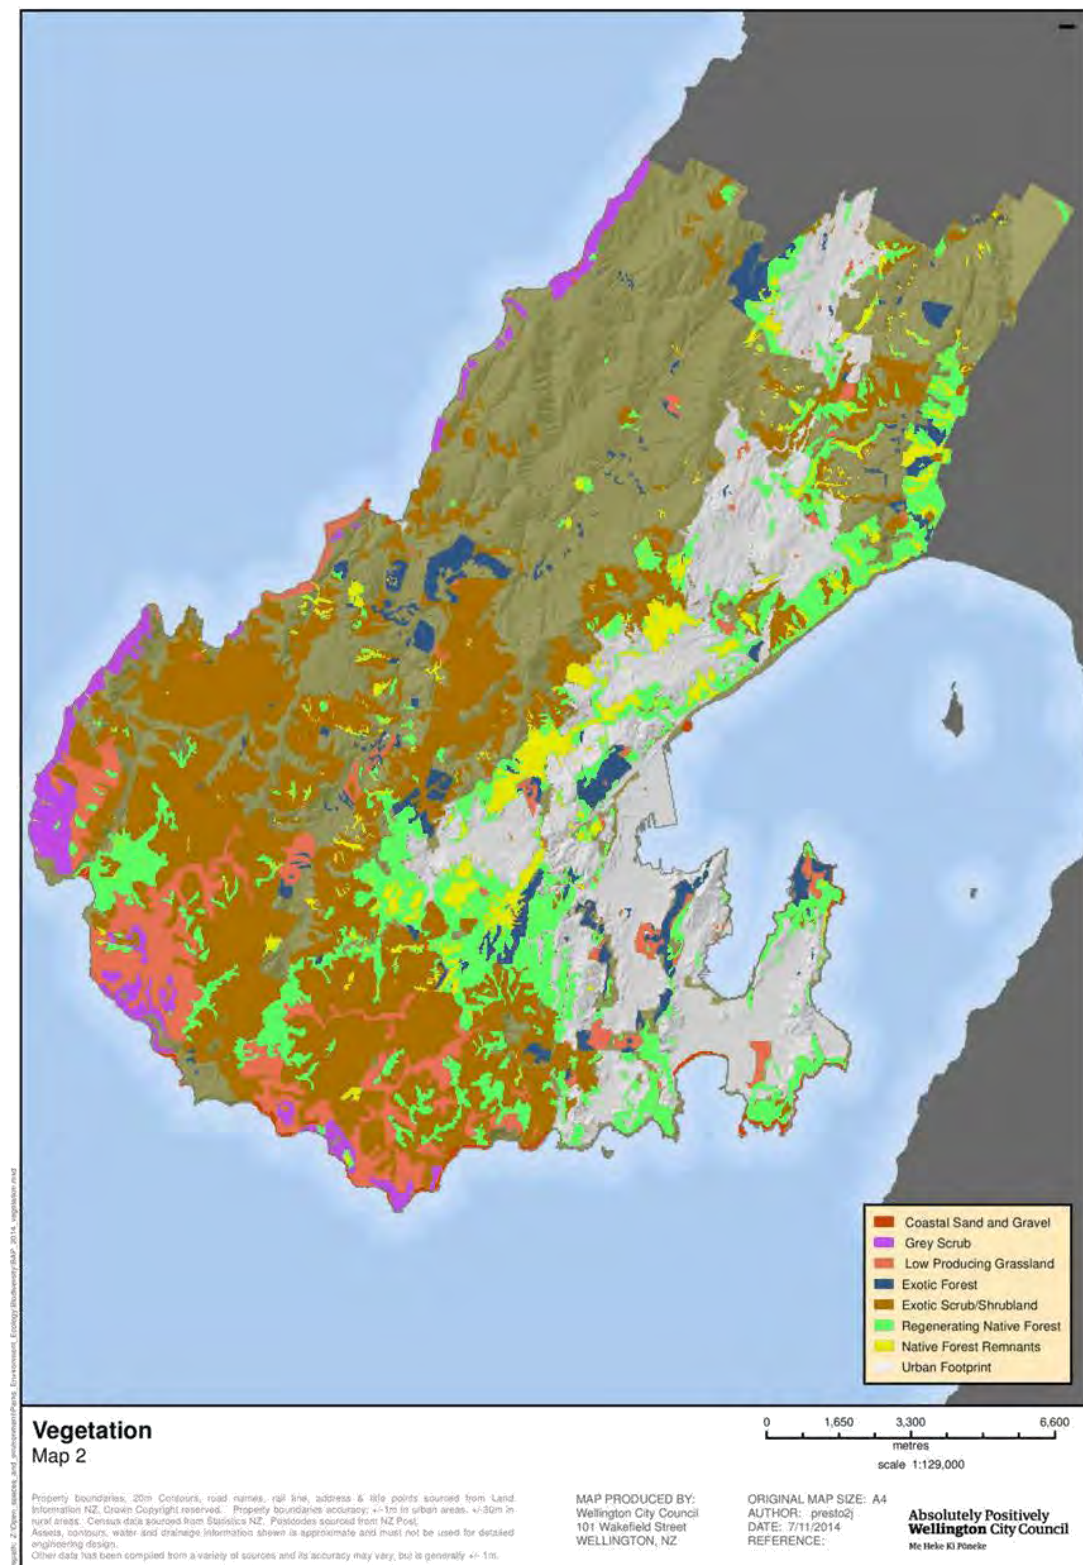 Coastal Sand and Gravel
Grey Scrub
Low Producing Grassland
Exotic Forest
Exotic Scrub/Shrubland
Regenerating Native Forest
Native Forest Remnants
Urban Footprint
Vegetation
Map 2
0 1,650 3,300 6,600
metres
scale 1:129,000
Property boundaries, 20m Contours, road names, rail line, address & title points sourced from Land
Information NZ. Crown Copyright reserved. Property boundaries accuracy: +/-1m in urban areas, +/-30m in
rural areas. Census data sourced from Statistics NZ. Postcodes sourced from NZ Post.
Assets, contours, water and drainage information shown is approximate and must not be used for detailed
engineering design.
Other data has been compiled from a variety of sources and its accuracy may vary, but is generally +/- 1m.
MAP PRODUCED BY:
Wellington City Council
101 Wakefield Street
WELLINGTON, NZ
ORIGINAL MAP SIZE: A4
AUTHOR: presto2j
DATE: 7/11/2014
REFERENCE:
Absolutely Positively
Wellington City Council
Me Heke Ki Pōneke